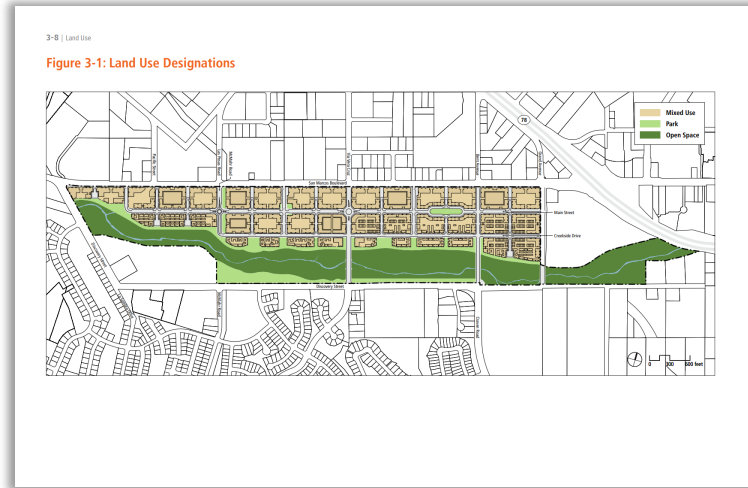 3-8 | Land Use
Figure 3-1: Land Use Designations
Mixed Use
Park
Open Space
78
San Marcos Boulevard
Main Street
Creekside Drive
Discovery Street
0 300 600 feet